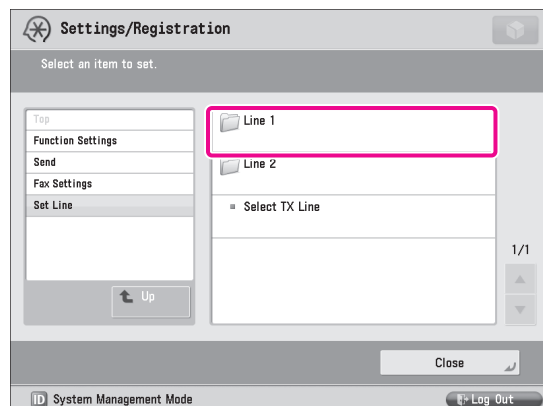 Settings/Registration
Select an item to set.
Top
Function Settings
Send
Fax Settings
Set Line
Up
Line 1
Line 2
Select TX Line
1/1
Close
ID System Management Mode
Log Out